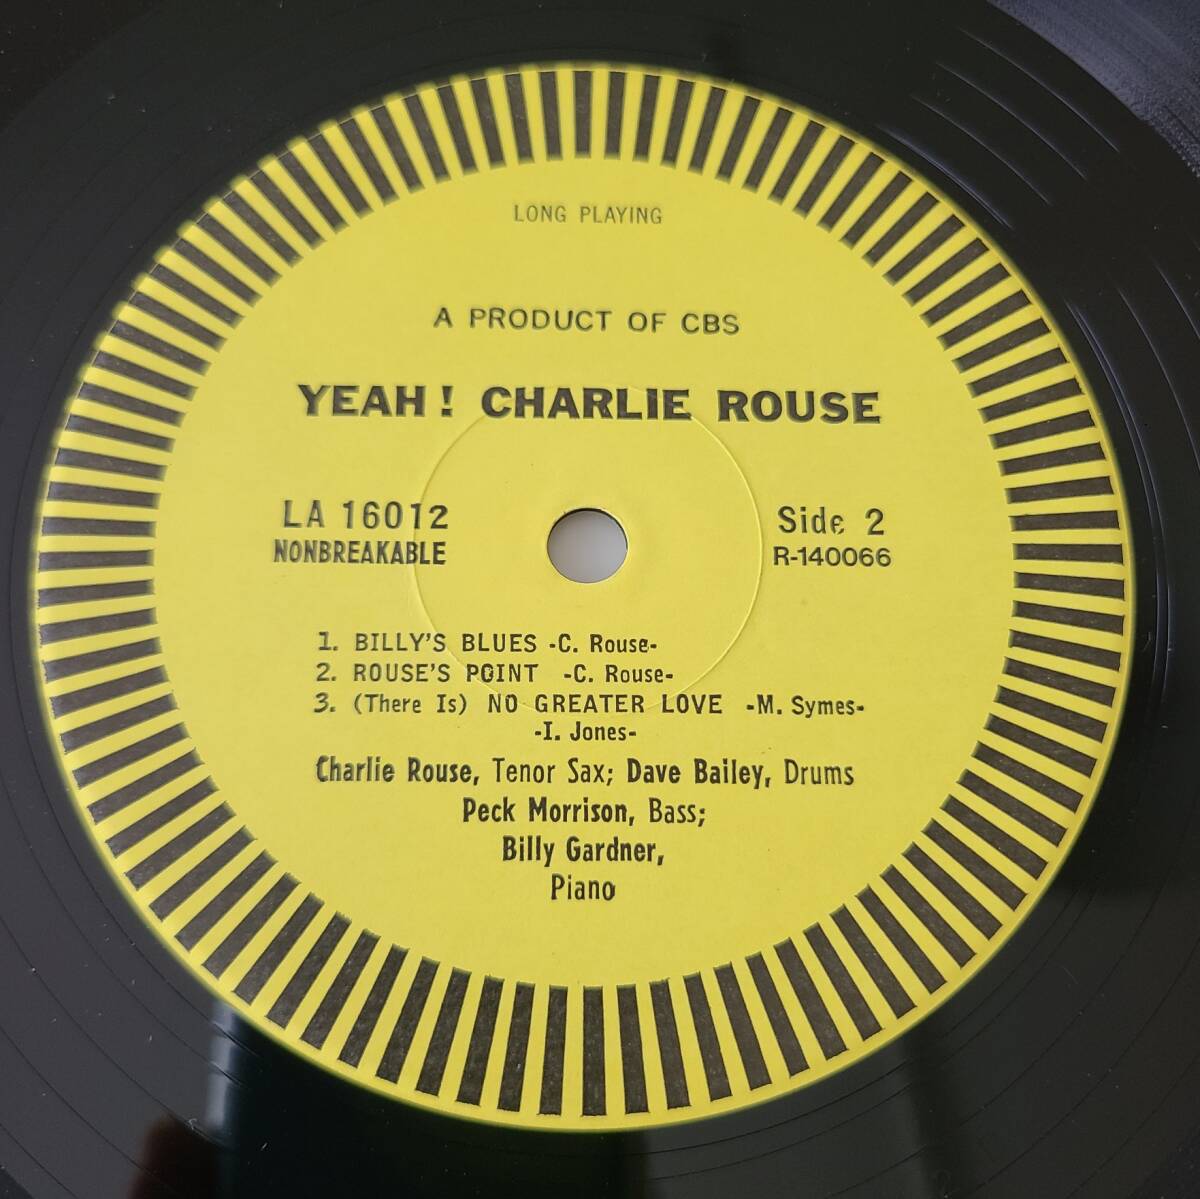 LONG PLAYING
A PRODUCT OF CBS
YEAH! CHARLIE ROUSE
LA 16012
NONBREAKABLE
Side 2
R-140066
1. BILLY'S BLUES -C. Rouse-
2. ROUSE'S POINT -C. Rouse-
3. (There Is) NO GREATER LOVE -M. Symes-
-I. Jones-
Charlie Rouse, Tenor Sax; Dave Bailey, Drums
Peck Morrison, Bass;
Billy Gardner,
Piano